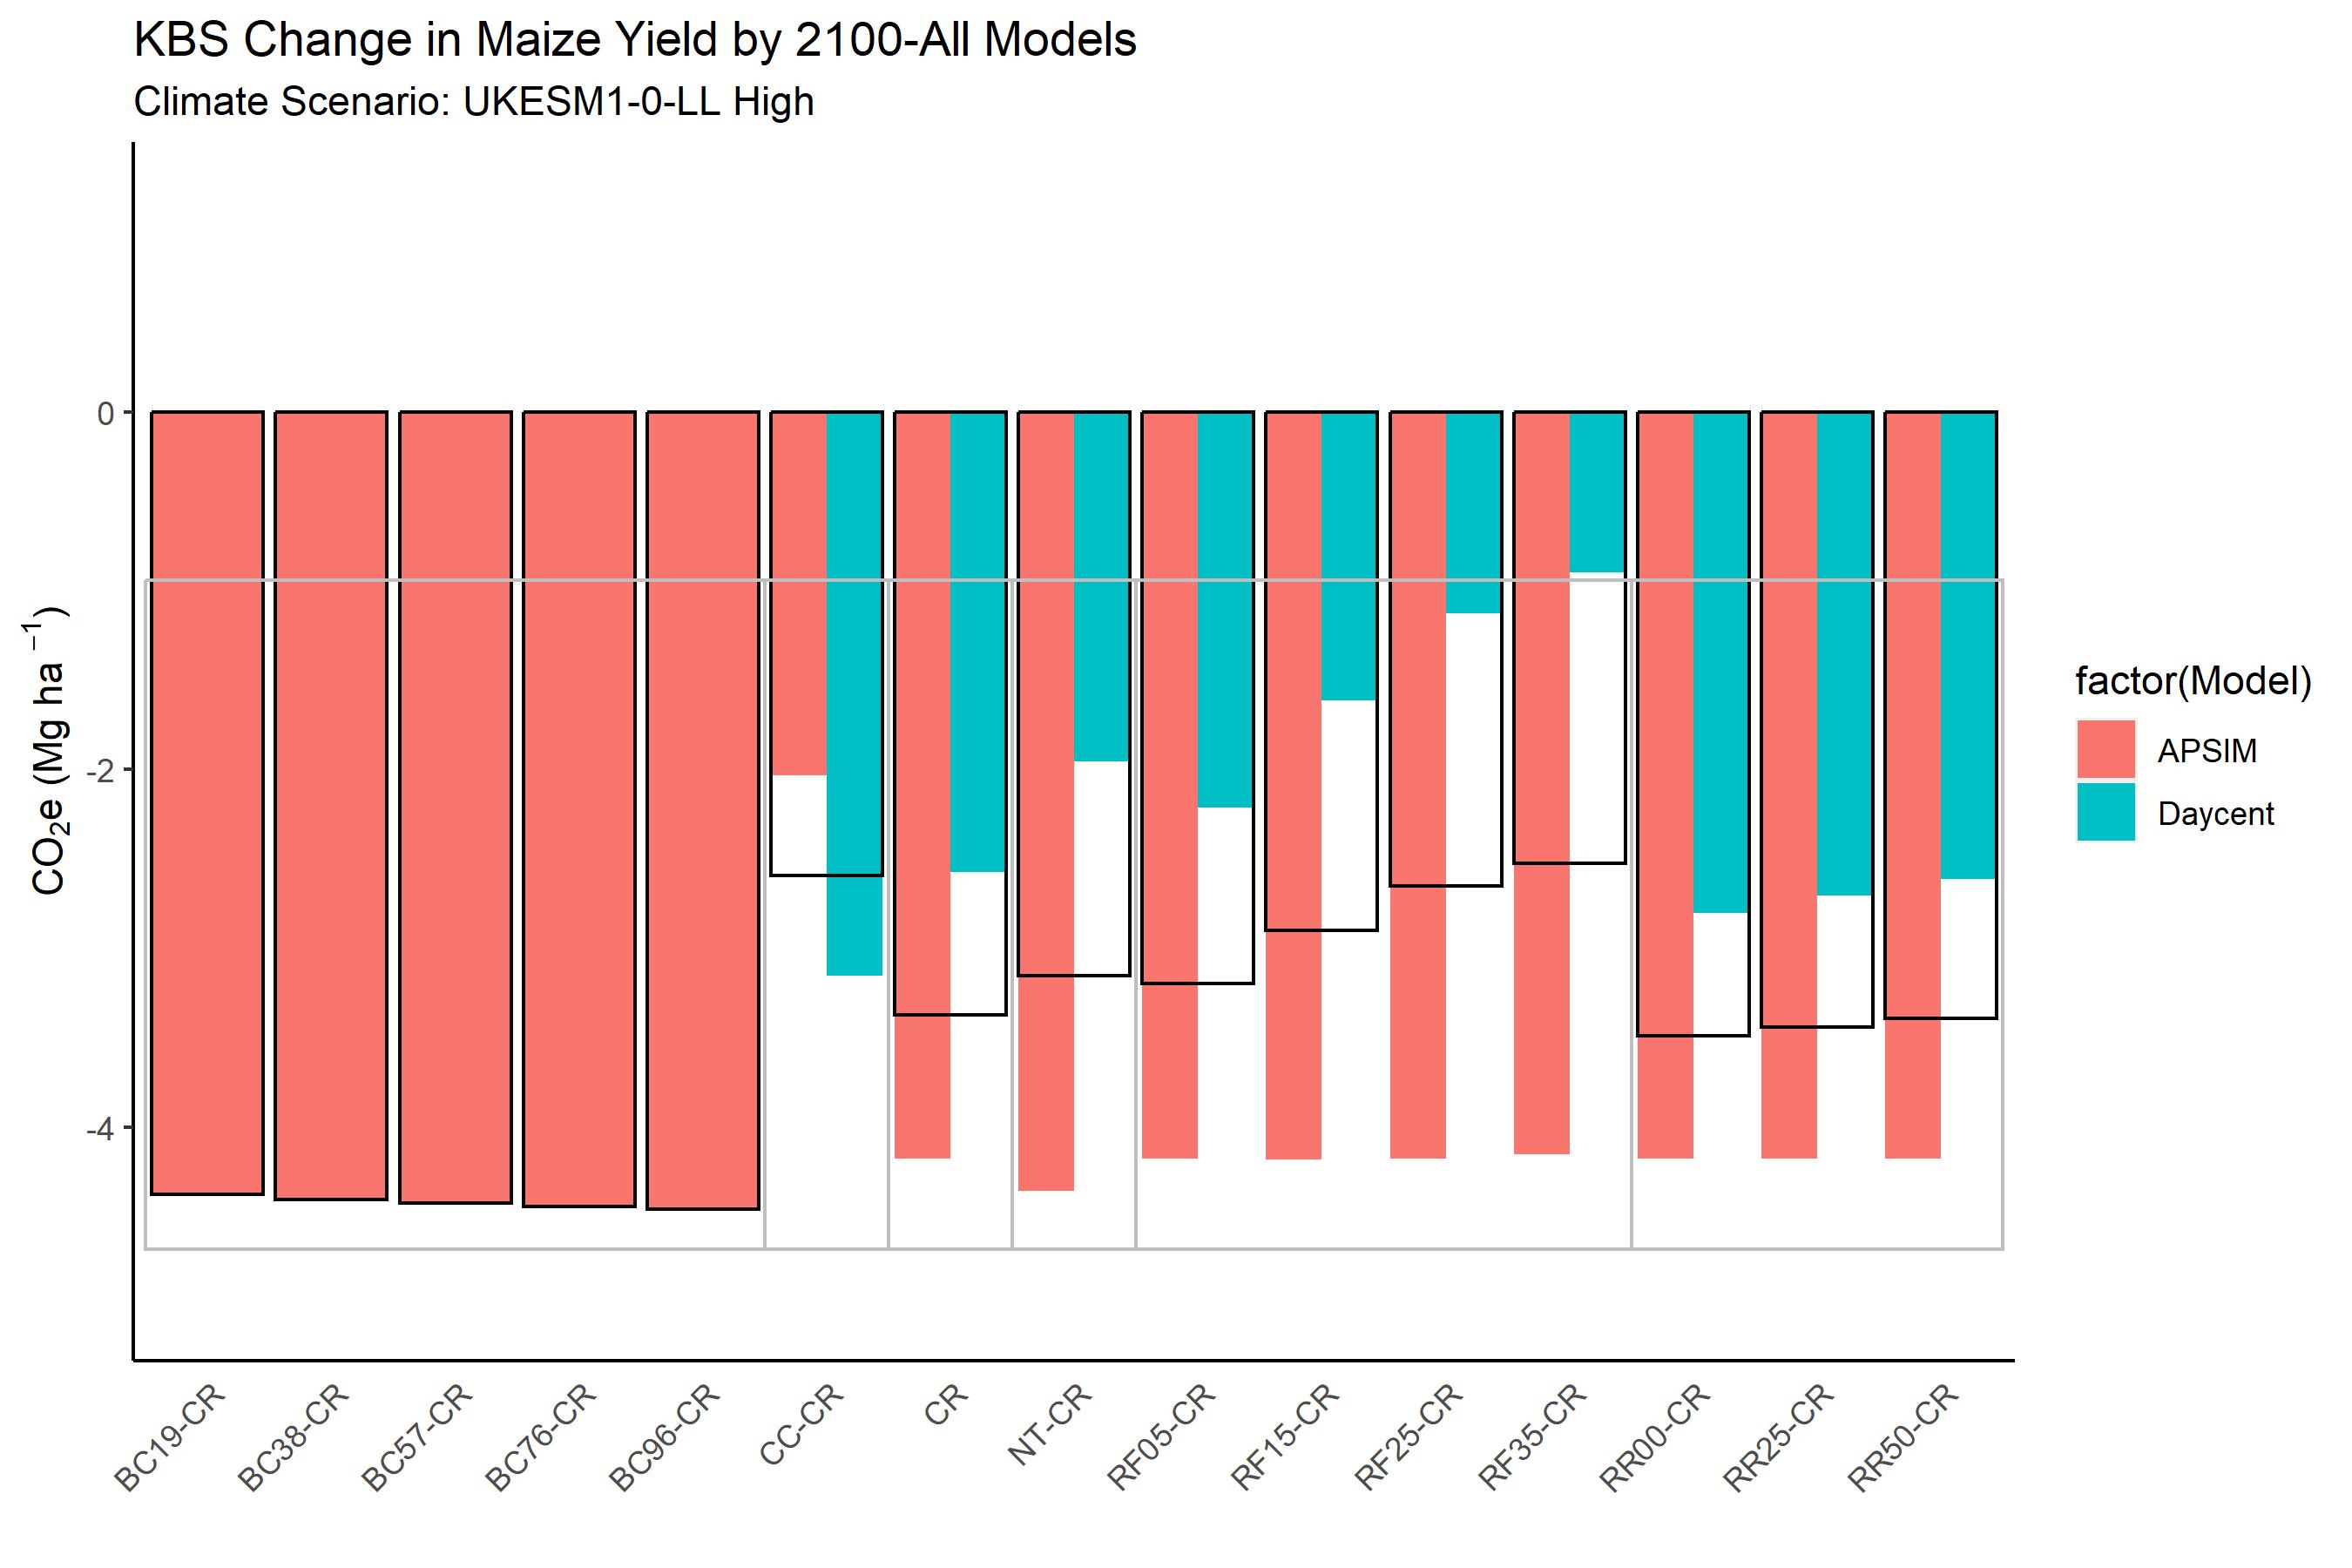 KBS Change in Maize Yield by 2100-All Models
Climate Scenario: UKESM1-0-LL High
0
-2
-4
CO₂e (Mg ha ⁻¹)
BC19-CR
BC38-CR
BC57-CR
BC76-CR
BC96-CR
CC-CR
CR
NT-CR
RF05-CR
RF15-CR
RF25-CR
RF35-CR
RR00-CR
RR25-CR
RR50-CR
factor(Model)
APSIM
Daycent